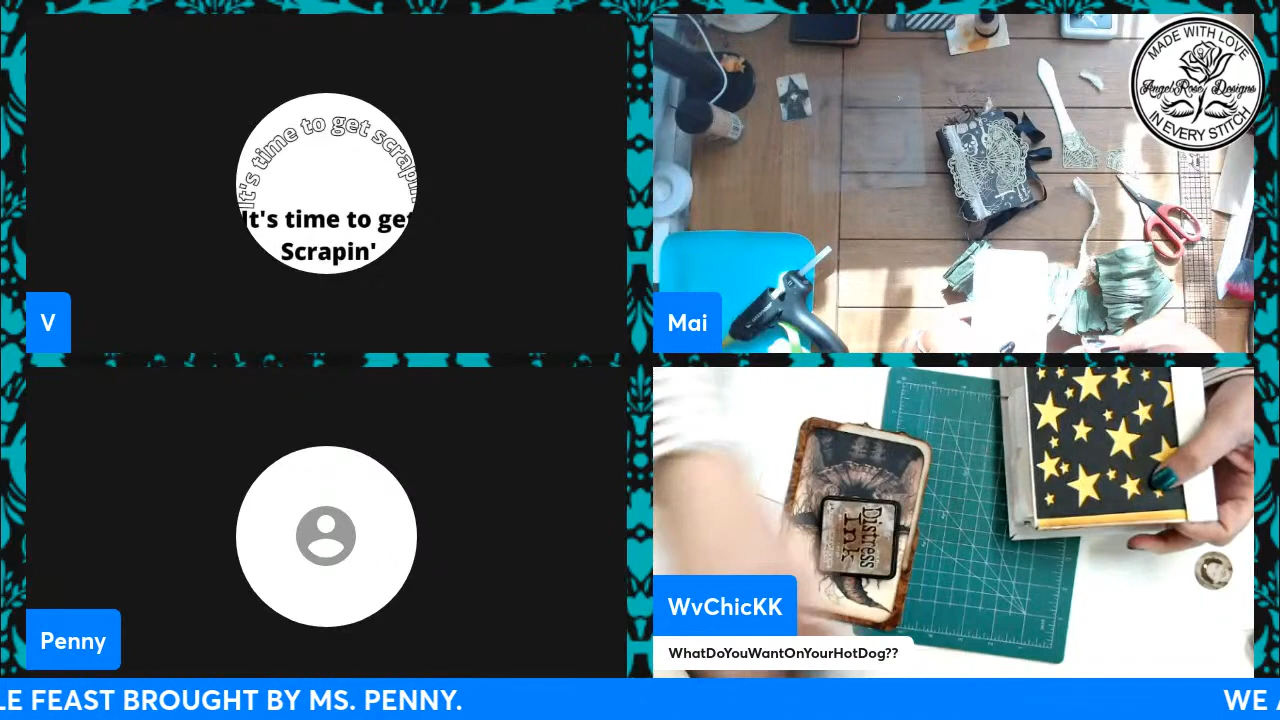 It's time to get scrapin'
It's time to get
Scrapin'
V
MADE WITH LOVE
AngelRose Designs
IN EVERY STITCH
Mai
Penny
Distress
Ink
WvChicKK
WhatDoYouWantOnYourHotDog??
LE FEAST BROUGHT BY MS. PENNY.
WE A